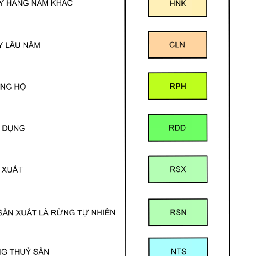 Y HÀNG NĂM KHÁC HNK
Y LÂU NĂM CLN
NG HỘ RPH
DỤNG RDD
XUẤT RSX
SẢN XUẤT LÀ RỪNG TỰ NHIÊN RSN
NG THUỶ SẢN NTS